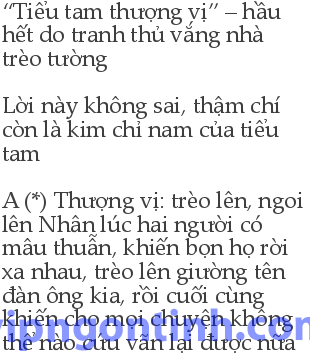 “Tiểu tam thượng vị” – hầu
hết do tranh thủ vắng nhà
trèo tường
Lời này không sai, thậm chí
còn là kim chỉ nam của tiểu
tam
A (*) Thượng vị: trèo lên, ngoi
lên Nhân lúc hai người có
mâu thuẫn, khiến bọn họ rời
xa nhau, trèo lên giường tên
đàn ông kia, rồi cuối cùng
khiến cho mọi chuyện không
thể nào cứu vãn lại được nữa
vipngontinh.com